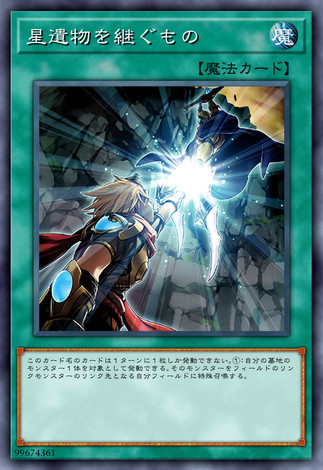 星遺物を継ぐもの
魔
【魔法カード】
このカード名のカードは1ターンに1枚しか発動できない。①:自分の墓地の
モンスター1体を対象として発動できる。そのモンスターをフィールドのリン
クモンスターのリンク先となる自分フィールドに特殊召喚する。
99674361